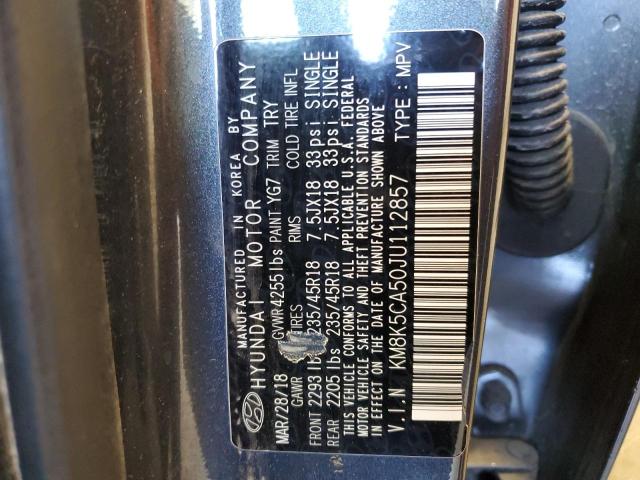 MANUFACTURED IN KOREA BY
HYUNDAI MOTOR COMPANY
MAR/28/18 GVWR 4255lbs PAINT YG7 TRIM TRY
GAWR TIRES RIMS COLD TIRE INFL
FRONT 2293 lbs 235/45R18 7.5JX18 33psi SINGLE
REAR 2205 lbs 235/45R18 7.5JX18 33psi SINGLE
THIS VEHICLE CONFORMS TO ALL APPLICABLE U.S.A. FEDERAL
MOTOR VEHICLE SAFETY AND THEFT PREVENTION STANDARDS
IN EFFECT ON THE DATE OF MANUFACTURE SHOWN ABOVE.
V.I.N KM8K5CA50JU112857 TYPE : MPV